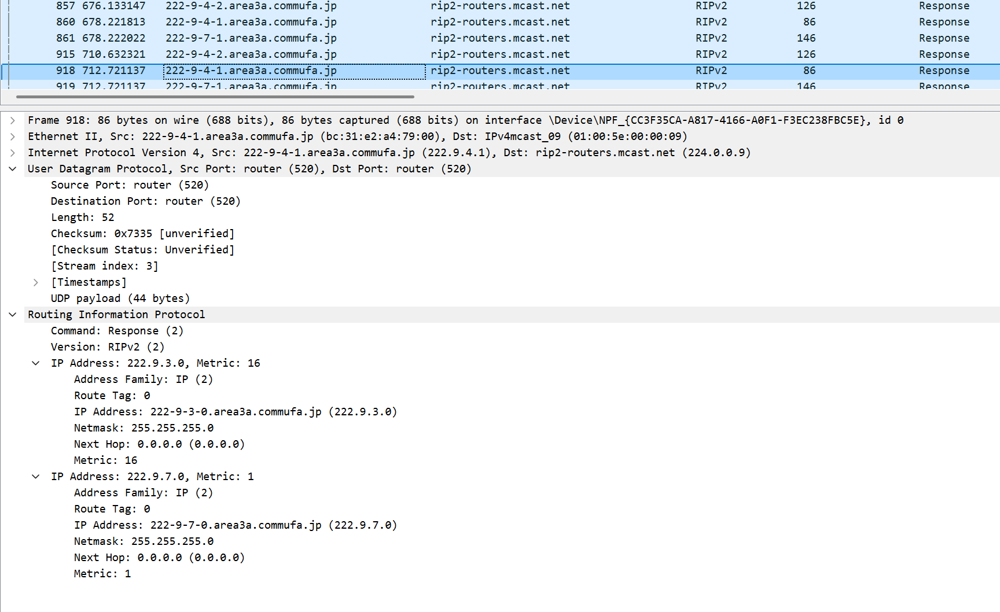 857 676.133147 222-9-4-2.area3a.commufa.jp rip2-routers.mcast.net RIPv2 126 Response
860 678.221813 222-9-4-1.area3a.commufa.jp rip2-routers.mcast.net RIPv2 86 Response
861 678.222022 222-9-7-1.area3a.commufa.jp rip2-routers.mcast.net RIPv2 146 Response
915 710.632321 222-9-4-2.area3a.commufa.jp rip2-routers.mcast.net RIPv2 126 Response
918 712.721137 222-9-4-1.area3a.commufa.jp rip2-routers.mcast.net RIPv2 86 Response
919 712.721137 222-9-7-1.area3a.commufa.jp rip2-routers.mcast.net RIPv2 146 Response
Frame 918: 86 bytes on wire (688 bits), 86 bytes captured (688 bits) on interface \Device\NPF_{CC3F35CA-A817-4166-A0F1-F3EC238FBC5E}, id 0
Ethernet II, Src: 222-9-4-1.area3a.commufa.jp (bc:31:e2:a4:79:00), Dst: IPv4mcast_09 (01:00:5e:00:00:09)
Internet Protocol Version 4, Src: 222-9-4-1.area3a.commufa.jp (222.9.4.1), Dst: rip2-routers.mcast.net (224.0.0.9)
User Datagram Protocol, Src Port: router (520), Dst Port: router (520)
Source Port: router (520)
Destination Port: router (520)
Length: 52
Checksum: 0x7335 [unverified]
[Checksum Status: Unverified]
[Stream index: 3]
[Timestamps]
UDP payload (44 bytes)
Routing Information Protocol
Command: Response (2)
Version: RIPv2 (2)
IP Address: 222.9.3.0, Metric: 16
Address Family: IP (2)
Route Tag: 0
IP Address: 222-9-3-0.area3a.commufa.jp (222.9.3.0)
Netmask: 255.255.255.0
Next Hop: 0.0.0.0 (0.0.0.0)
Metric: 16
IP Address: 222.9.7.0, Metric: 1
Address Family: IP (2)
Route Tag: 0
IP Address: 222-9-7-0.area3a.commufa.jp (222.9.7.0)
Netmask: 255.255.255.0
Next Hop: 0.0.0.0 (0.0.0.0)
Metric: 1